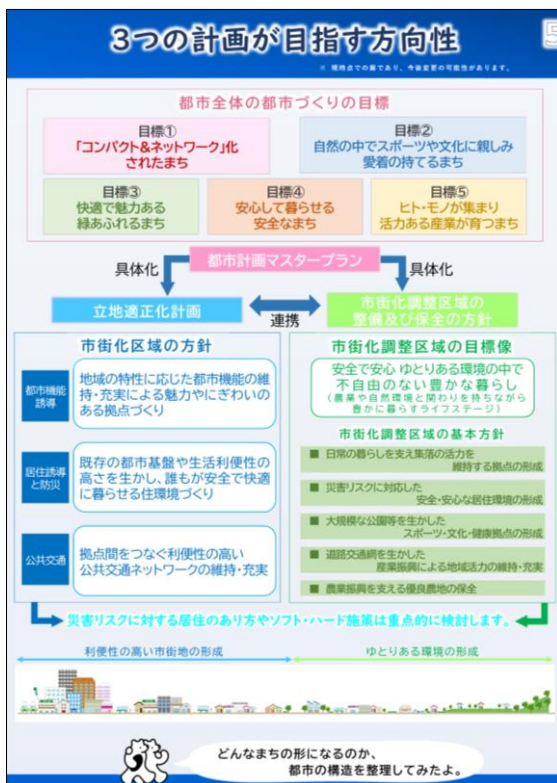 3つの計画が目指す方向性
5
※ 現時点での案であり、今後変更の可能性があります。
都市全体の都市づくりの目標
目標①
「コンパクト&ネットワーク」化
されたまち
目標②
自然の中でスポーツや文化に親しみ
愛着の持てるまち
目標③
快適で魅力ある
緑あふれるまち
目標④
安心して暮らせる
安全なまち
目標⑤
ヒト・モノが集まり
活力ある産業が育つまち
具体化
都市計画マスタープラン
具体化
立地適正化計画
連携
市街化調整区域の
整備及び保全の方針
市街化区域の方針
都市機能
誘導
地域の特性に応じた都市機能の維
持・充実による魅力やにぎわい
のある拠点づくり
居住誘導
と防災
既存の都市基盤や生活利便性の
高さを生かし、誰もが安全で快適
に暮らせる住環境づくり
公共交通
拠点間をつなぐ利便性の高い
公共交通ネットワークの維持・充実
市街化調整区域の目標像
安全で安心 ゆとりある環境の中で
不自由のない豊かな暮らし
(農業や自然環境と関わりを持ちながら
豊かに暮らすライフステージ)
市街化調整区域の基本方針
■ 日常の暮らしを支え集落の活力を
維持する拠点の形成
■ 災害リスクに対応した
安全・安心な居住環境の形成
■ 大規模な公園等を生かした
スポーツ・文化・健康拠点の形成
■ 道路交通網を生かした
産業振興による地域活力の維持・充実
■ 農業振興を支える優良農地の保全
災害リスクに対する居住のあり方やソフト・ハード施策は重点的に検討します。
利便性の高い市街地の形成
ゆとりある環境の形成
どんなまちの形になるのか、
都市の構造を整理してみたよ。